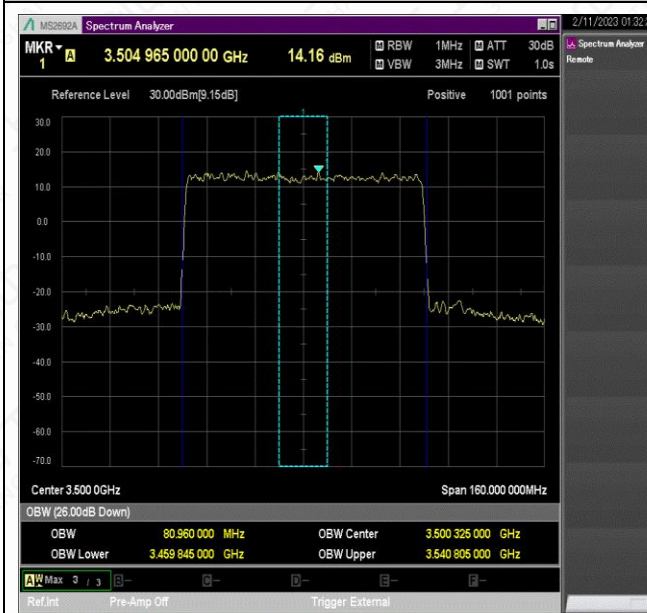 MS2692A Spectrum Analyzer 2/11/2023 01:32:
MKR 1 A 3.504 965 000 00 GHz 14.16 dBm M RBW 1MHz M ATT 30dB
M VBW 3MHz M SWT 1.0s
Spectrum Analyzer
Remote
Reference Level 30.00dBm[9.15dB] Positive 1001 points
30.0
20.0
10.0
0.0
-10.0
-20.0
-30.0
-40.0
-50.0
-60.0
-70.0
1
Center 3.500 0GHz Span 160.000 000MHz
OBW (26.00dB Down)
OBW 80.960 000 MHz OBW Center 3.500 325 000 GHz
OBW Lower 3.459 845 000 GHz OBW Upper 3.540 805 000 GHz
A W Max 3 / 3 B- C- D- E- F-
Ref.Int Pre-Amp Off Trigger External